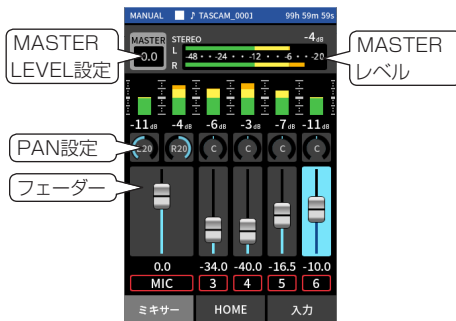 MANUAL ♪ TASCAM_0001 99h 59m 59s
MASTER LEVEL設定
MASTER
0.0
STEREO -4dB
L
-48 -24 -12 -6 -20
R
MASTER レベル
-11dB -4dB -6dB -3dB -7dB -11dB
PAN設定
L20 R20 C C C C
フェーダー
0.0 -34.0 -40.0 -16.5 -10.0
MIC 3 4 5 6
ミキサー HOME 入力